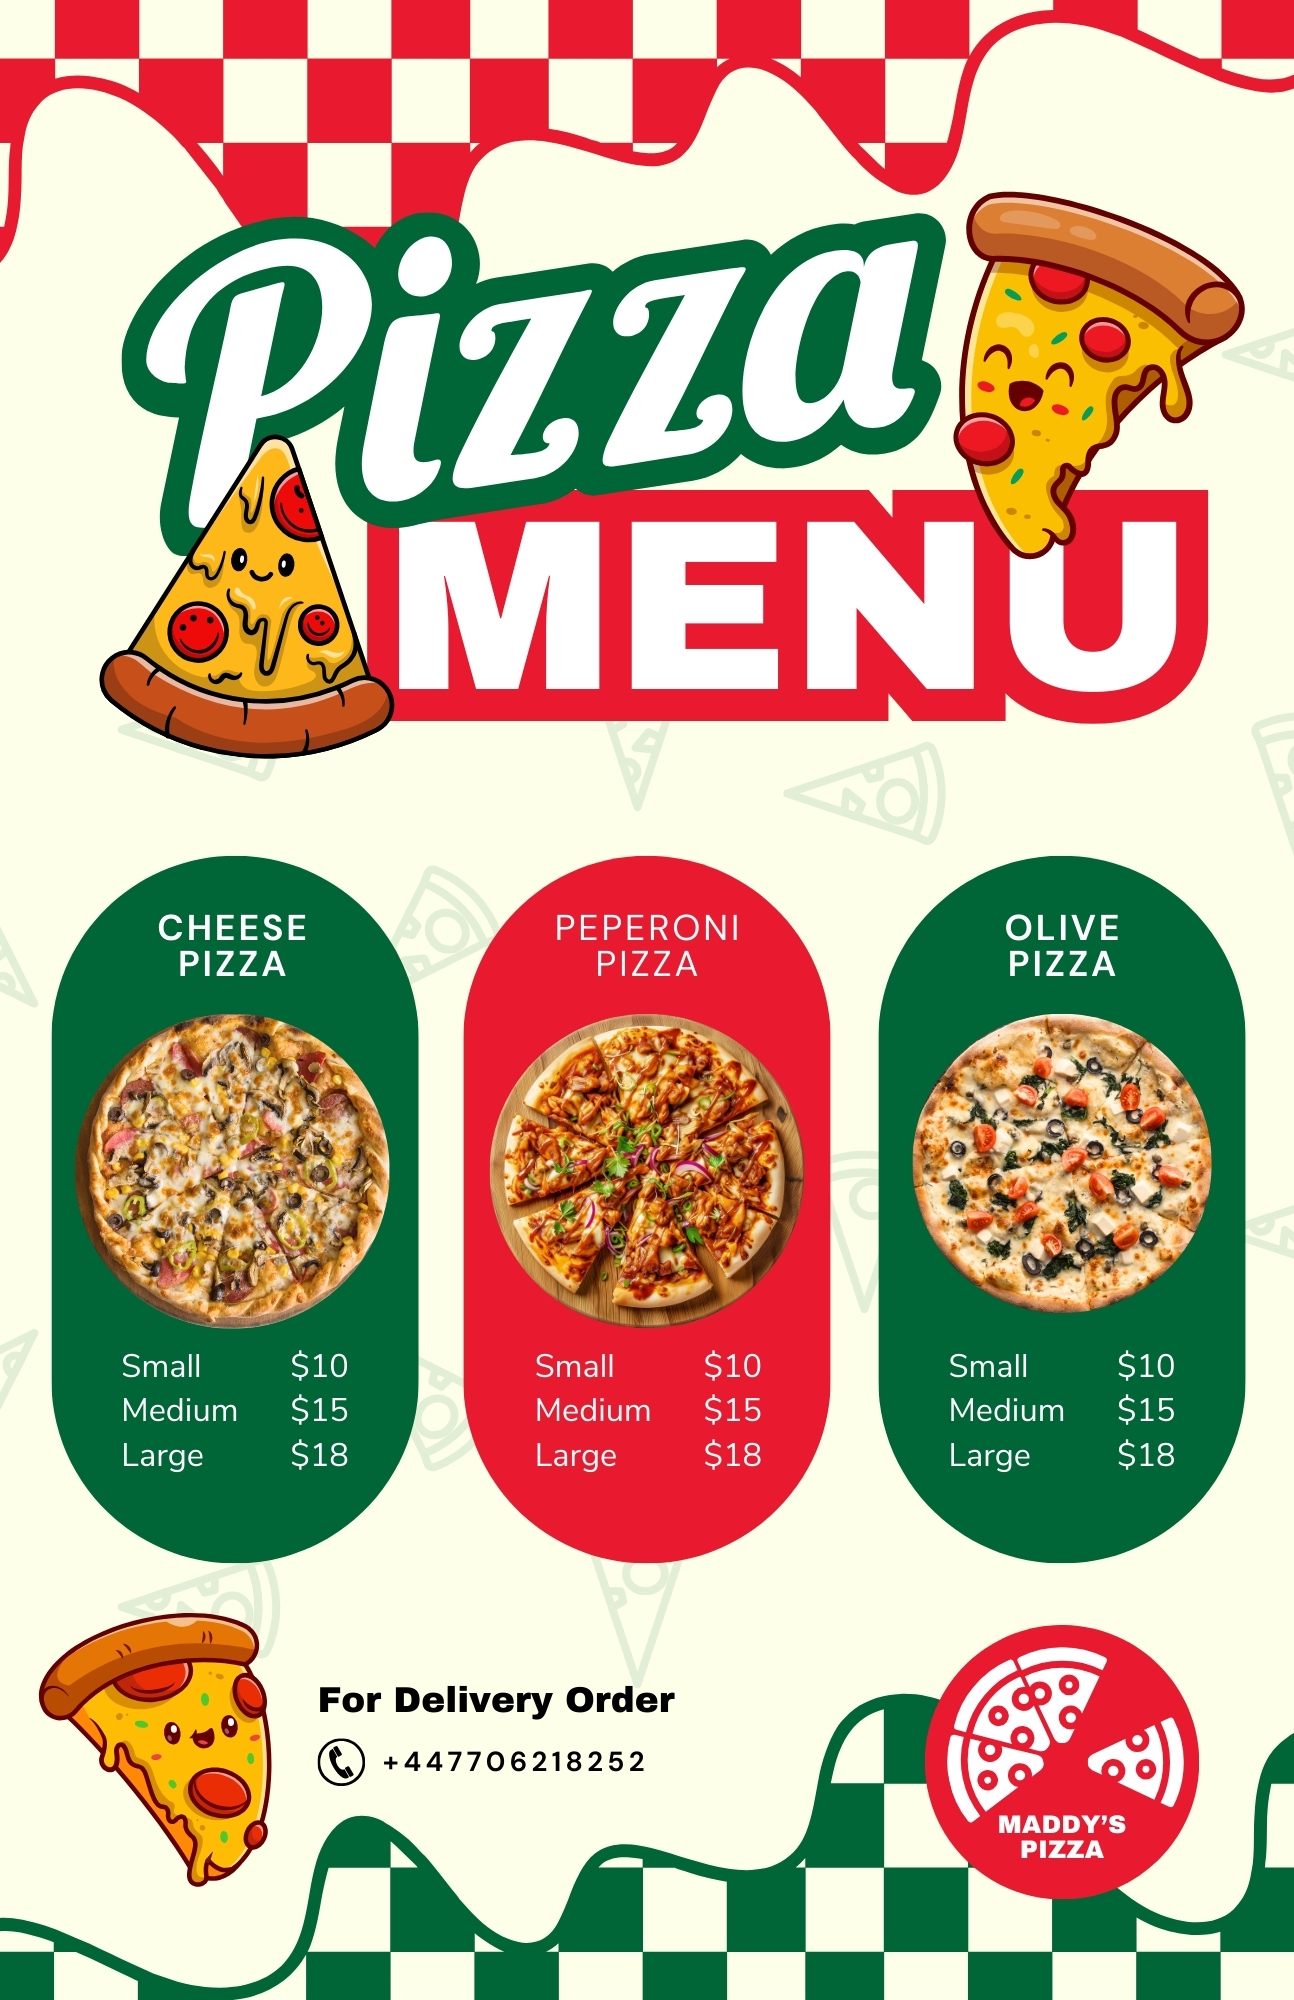 Pizza
MENU
CHEESE
PIZZA
Small $10
Medium $15
Large $18
PEPERONI
PIZZA
Small $10
Medium $15
Large $18
OLIVE
PIZZA
Small $10
Medium $15
Large $18
For Delivery Order
+447706218252
MADDY'S
PIZZA